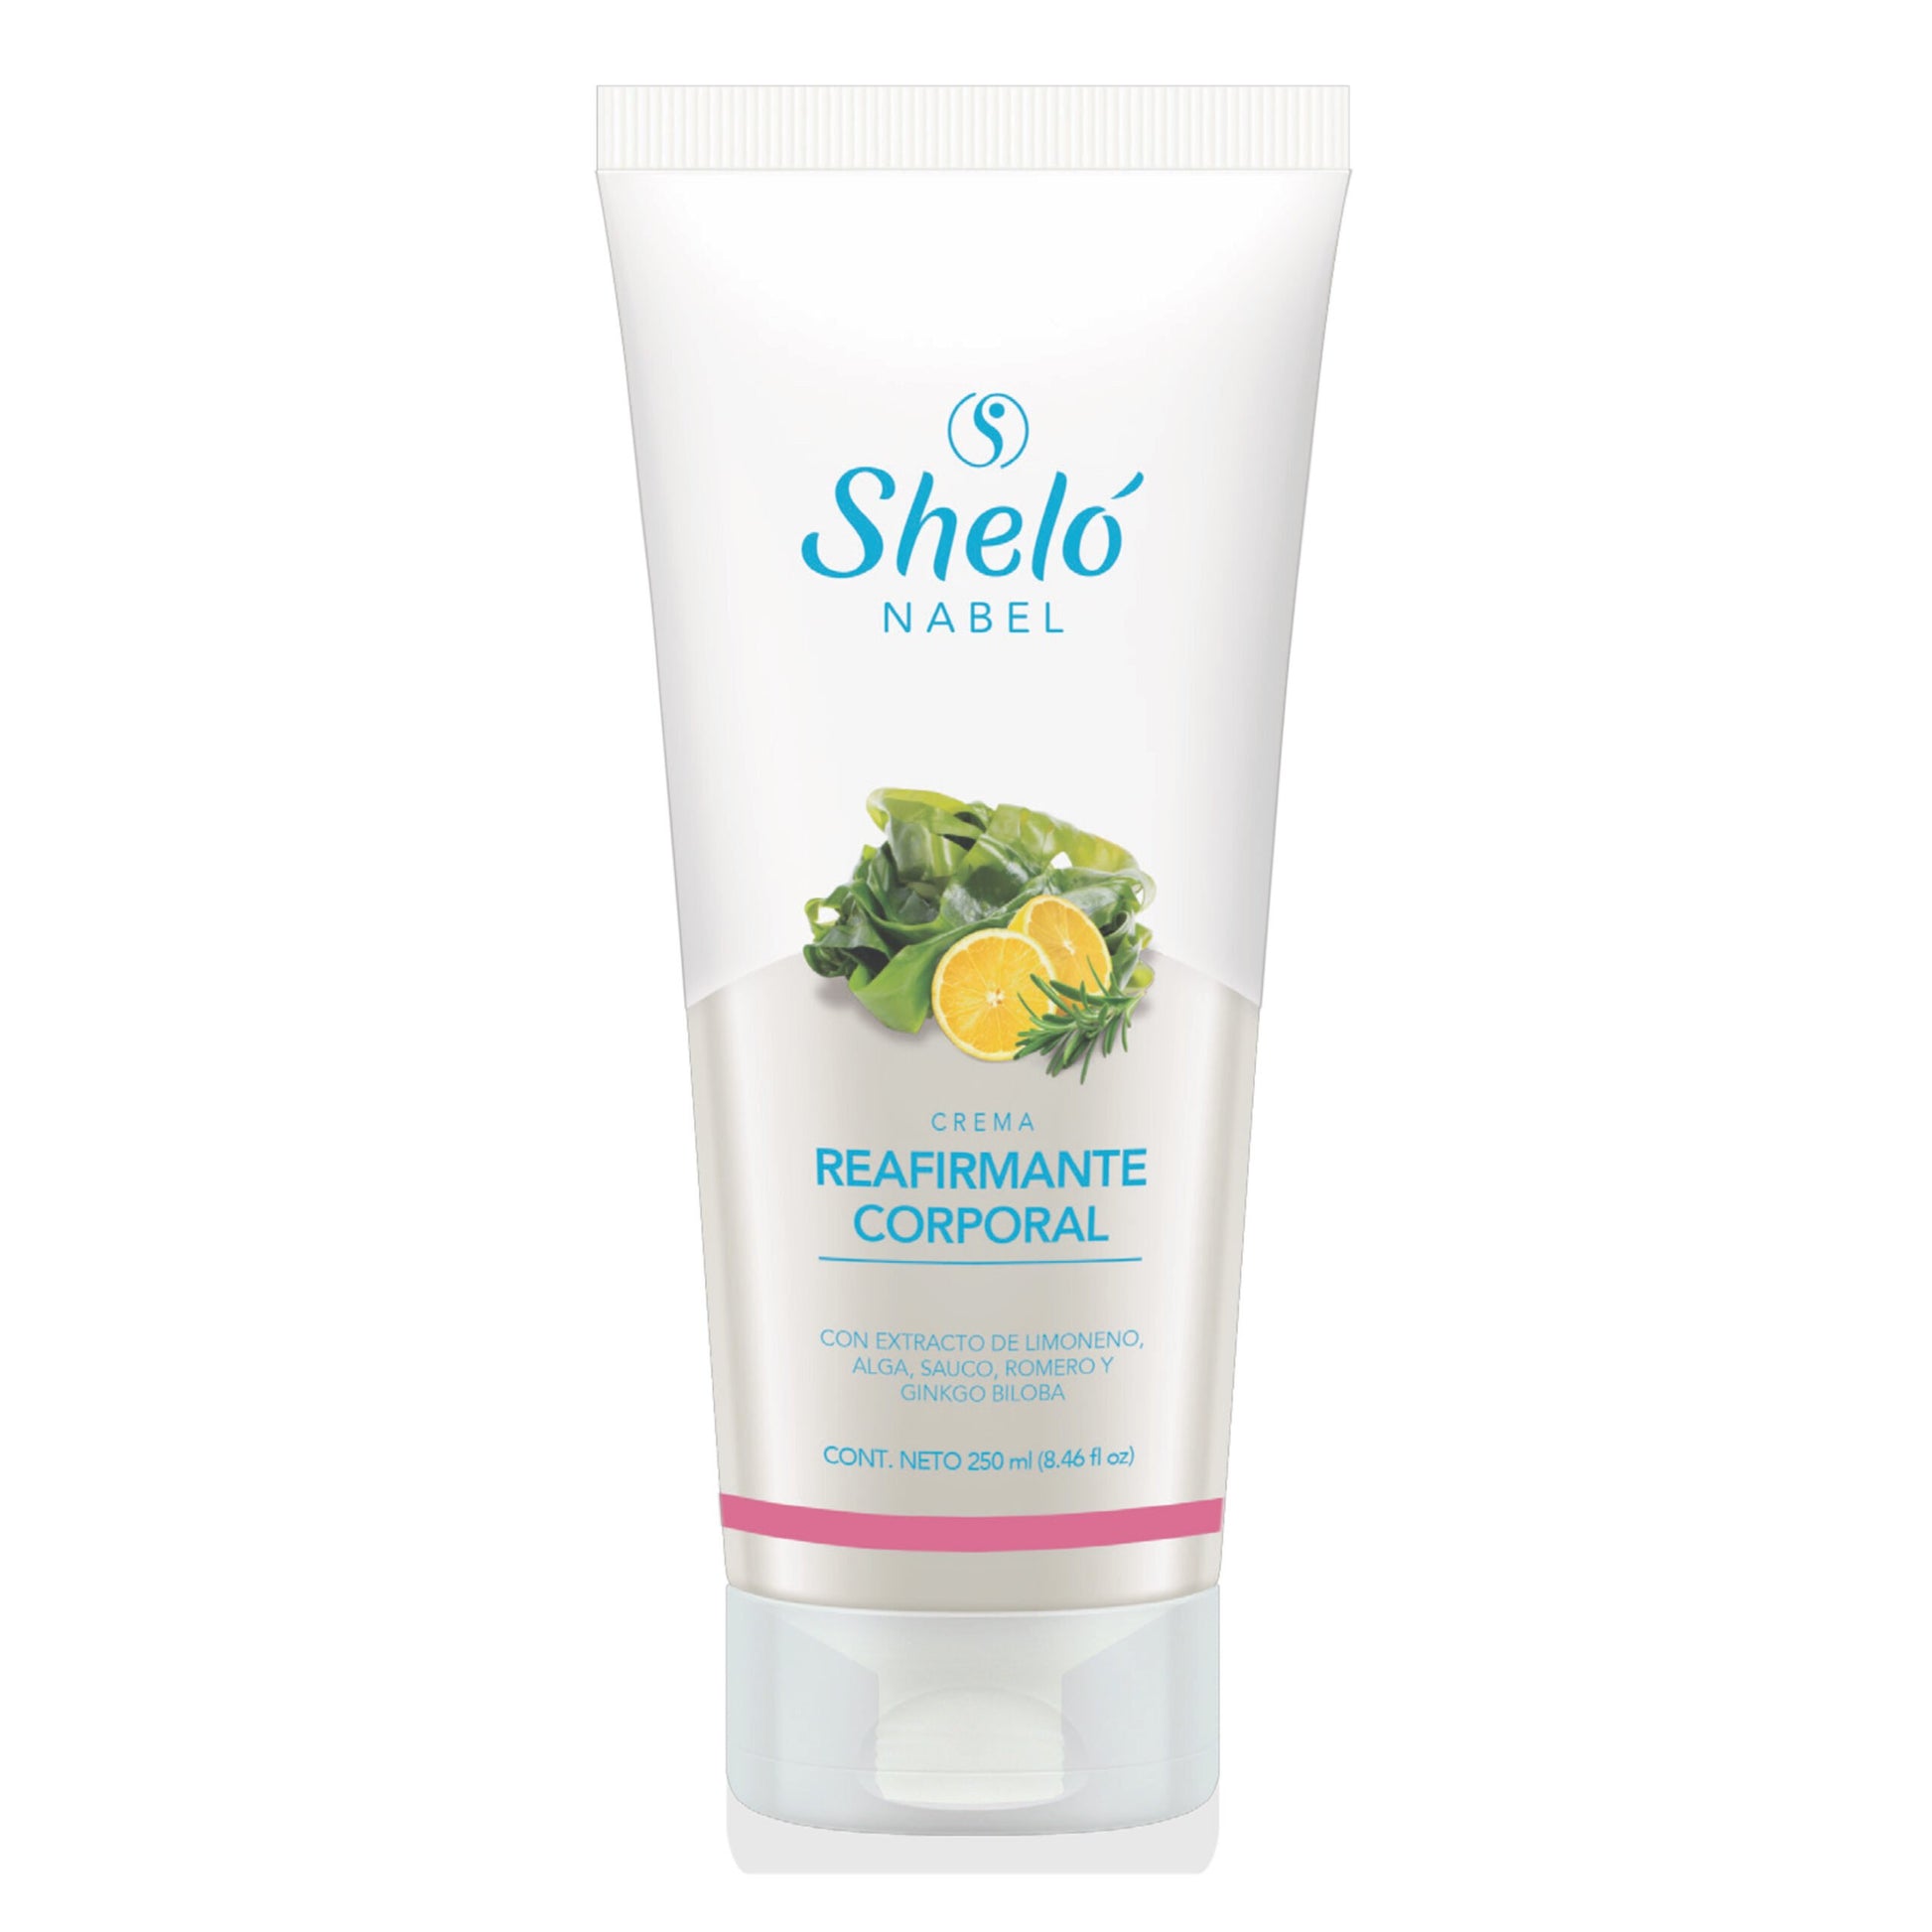 Sheló
NABEL
CREMA
REAFIRMANTE
CORPORAL
CON EXTRACTO DE LIMONENO,
ALGA, SAUCO, ROMERO Y
GINKGO BILOBA
CONT. NETO 250 ml (8.46 fl oz)